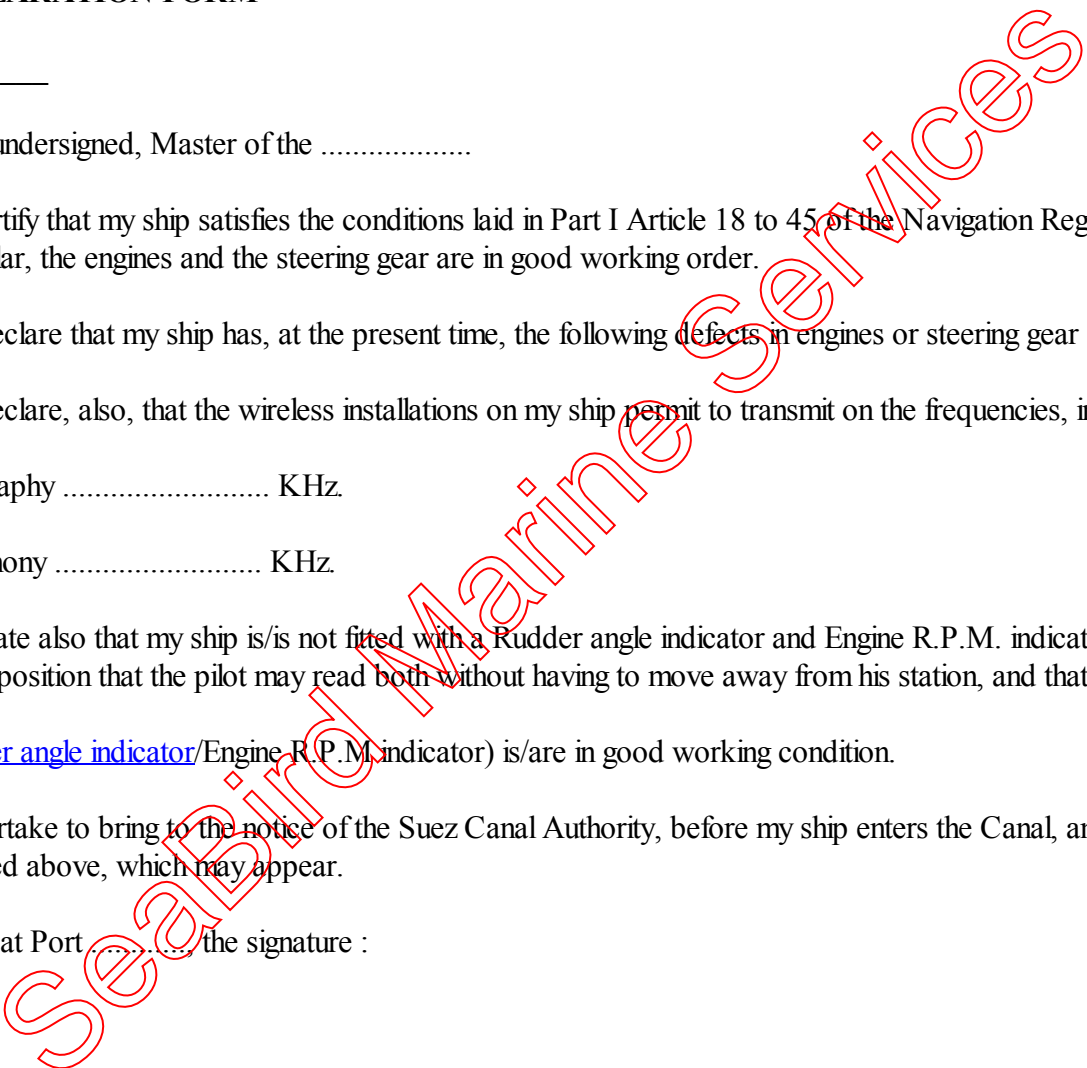 ARATION FORM
undersigned, Master of the ...................
rtify that my ship satisfies the conditions laid in Part I Article 18 to 45 of the Navigation Reg
lar, the engines and the steering gear are in good working order.
eclare that my ship has, at the present time, the following defects in engines or steering gear
eclare, also, that the wireless installations on my ship permit to transmit on the frequencies, in
aphy .......................... KHz.
hony .......................... KHz.
ate also that my ship is/is not fitted with a Rudder angle indicator and Engine R.P.M. indicat
position that the pilot may read both without having to move away from his station, and that
er angle indicator/Engine R.P.M indicator) is/are in good working condition.
rtake to bring to the notice of the Suez Canal Authority, before my ship enters the Canal, an
ed above, which may appear.
at Port ............, the signature :
SeaBird Marine Services